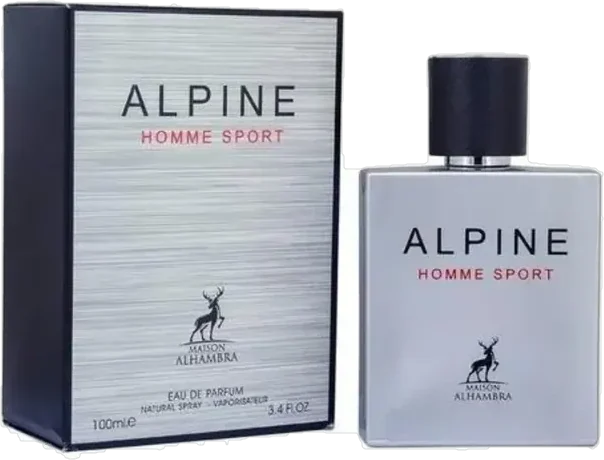 ALPINE
HOMME SPORT
MAISON
ALHAMBRA
EAU DE PARFUM
NATURAL SPRAY - VAPORISATEUR
100ml.e 3.4 FL.OZ
ALPINE
HOMME SPORT
MAISON
ALHAMBRA